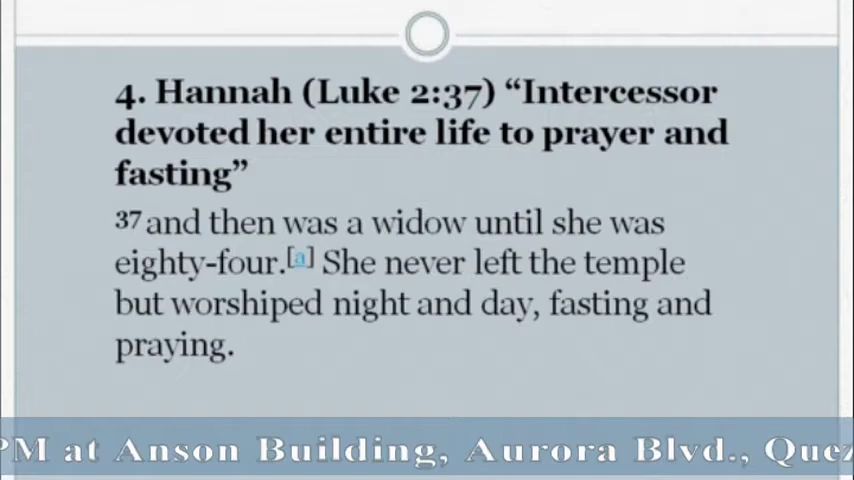 4. Hannah (Luke 2:37) “Intercessor
devoted her entire life to prayer and
fasting”
37 and then was a widow until she was
eighty-four.[a] She never left the temple
but worshiped night and day, fasting and
praying.
PM at Anson Building, Aurora Blvd., Quez